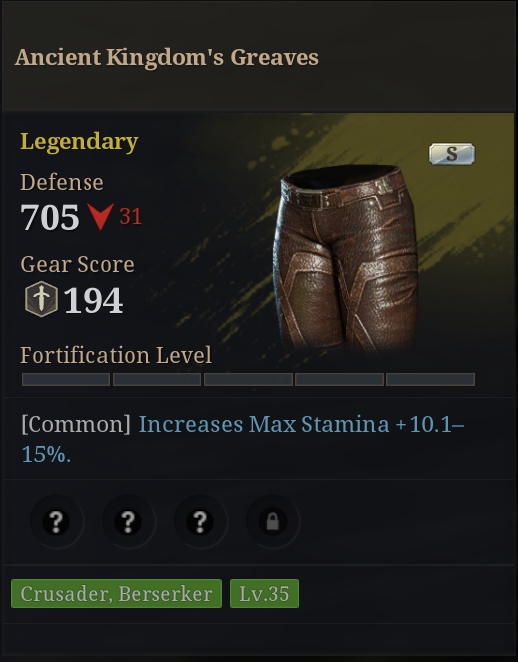 Ancient Kingdom's Greaves
Legendary
S
Defense
705 31
Gear Score
194
Fortification Level
[Common] Increases Max Stamina +10.1–
15%.
? ? ?
Crusader, Berserker Lv.35